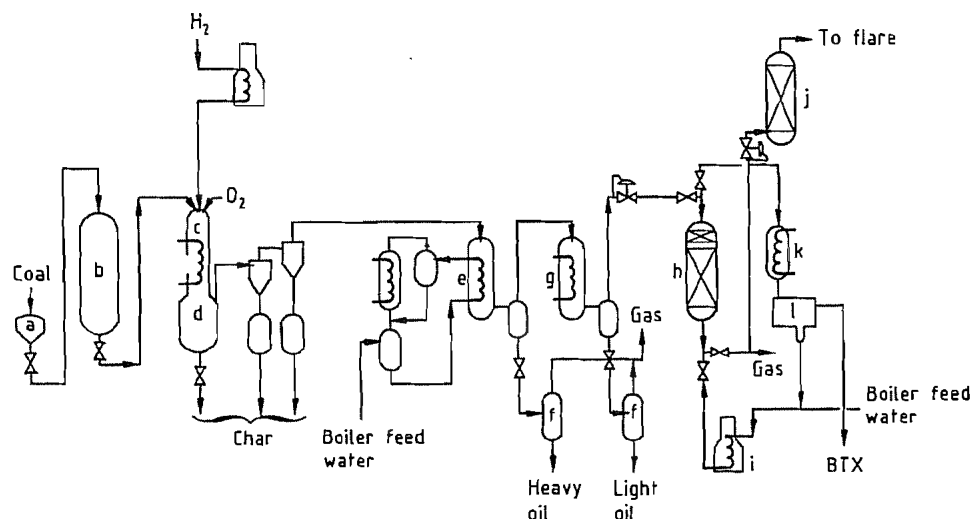 H2
To flare
j
O2
c
b
Coal
a
d
e
g
h
k
l
Gas
Gas
f
f
Char
Boiler feed
water
Boiler feed
water
i
BTX
Heavy
oil
Light
oil